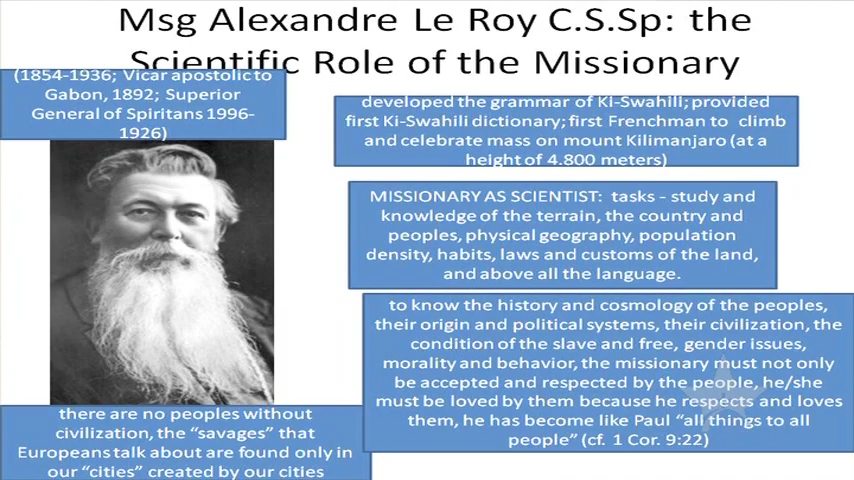 Msg Alexandre Le Roy C.S.Sp: the
Scientific Role of the Missionary
(1854-1936; Vicar apostolic to
Gabon, 1892; Superior
General of Spiritans 1996-
1926)
developed the grammar of Ki-Swahili; provided
first Ki-Swahili dictionary; first Frenchman to climb
and celebrate mass on mount Kilimanjaro (at a
height of 4.800 meters)
MISSIONARY AS SCIENTIST: tasks - study and
knowledge of the terrain, the country and
peoples, physical geography, population
density, habits, laws and customs of the land,
and above all the language.
to know the history and cosmology of the peoples,
their origin and political systems, their civilization, the
condition of the slave and free, gender issues,
morality and behavior, the missionary must not only
be accepted and respected by the people, he/she
must be loved by them because he respects and loves
them, he has become like Paul “all things to all
people” (cf. 1 Cor. 9:22)
there are no peoples without
civilization, the “savages” that
Europeans talk about are found only in
our “cities” created by our cities